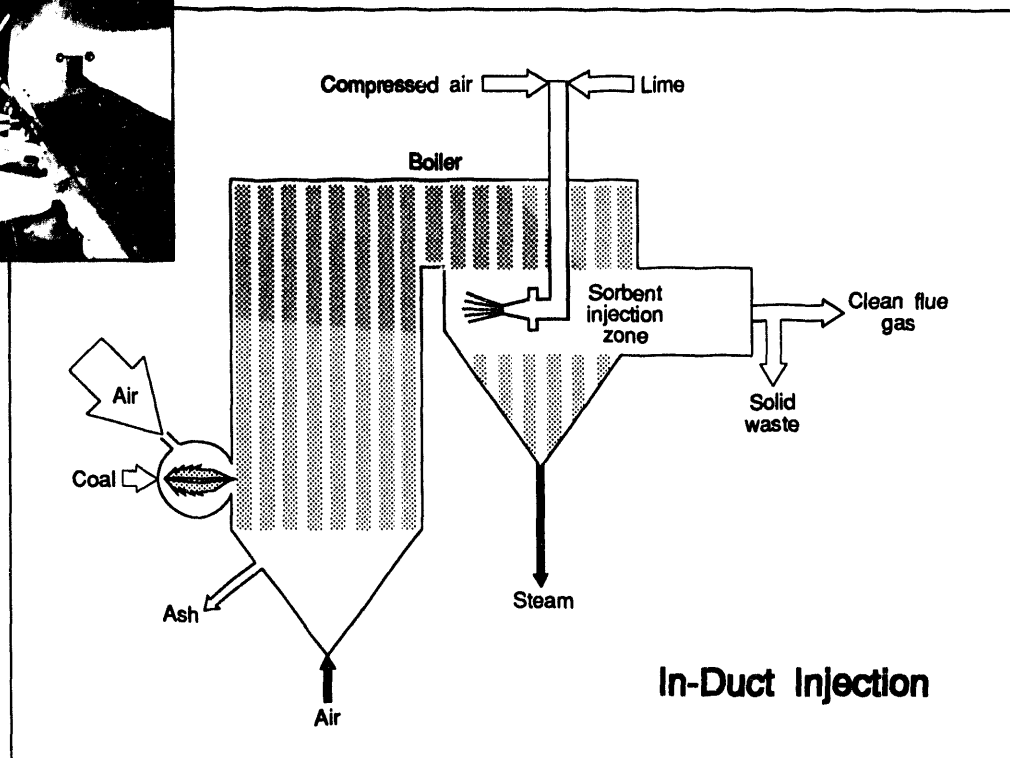 Compressed air
Lime
Boiler
Sorbent
injection
zone
Clean flue
gas
Air
Solid
waste
Coal
Steam
Ash
In-Duct Injection
Air